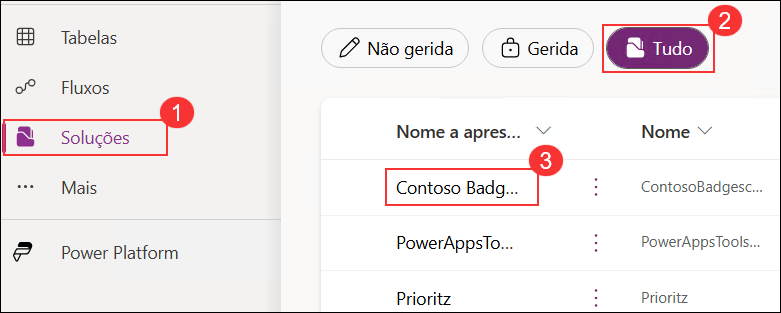 Tabelas
Fluxos
1
Soluções
Mais
Power Platform
Não gerida
Gerida
Tudo
2
Nome a apres...
Nome
3
Contoso Badg...
ContosoBadgesc...
PowerAppsTo...
PowerAppsTools...
Prioritz
Prioritz